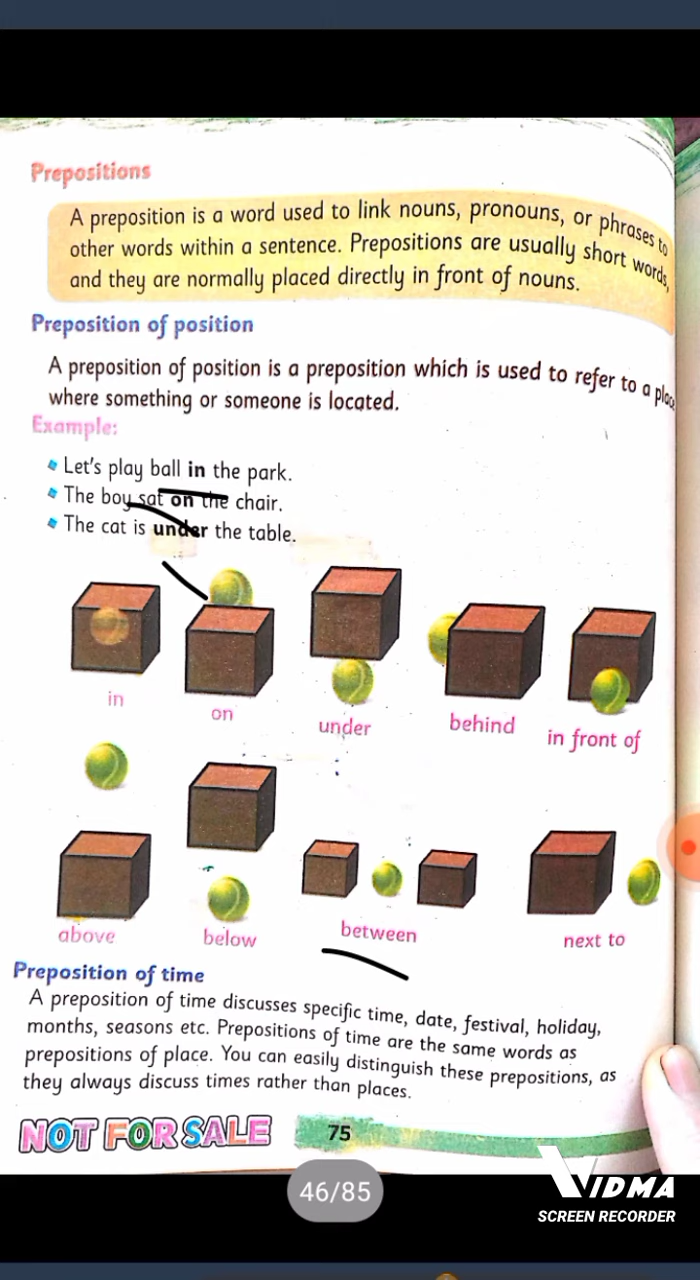 Prepositions
A preposition is a word used to link nouns, pronouns, or phrases to
other words within a sentence. Prepositions are usually short words,
and they are normally placed directly in front of nouns.
Preposition of position
A preposition of position is a preposition which is used to refer to a place
where something or someone is located.
Example:
Let's play ball in the park.
The boy sat on the chair.
The cat is under the table.
in
on
under
behind
in front of
above
below
between
next to
Preposition of time
A preposition of time discusses specific time, date, festival, holiday,
months, seasons etc. Prepositions of time are the same words as
prepositions of place. You can easily distinguish these prepositions, as
they always discuss times rather than places.
NOT FOR SALE
75
46/85
VIDMA
SCREEN RECORDER